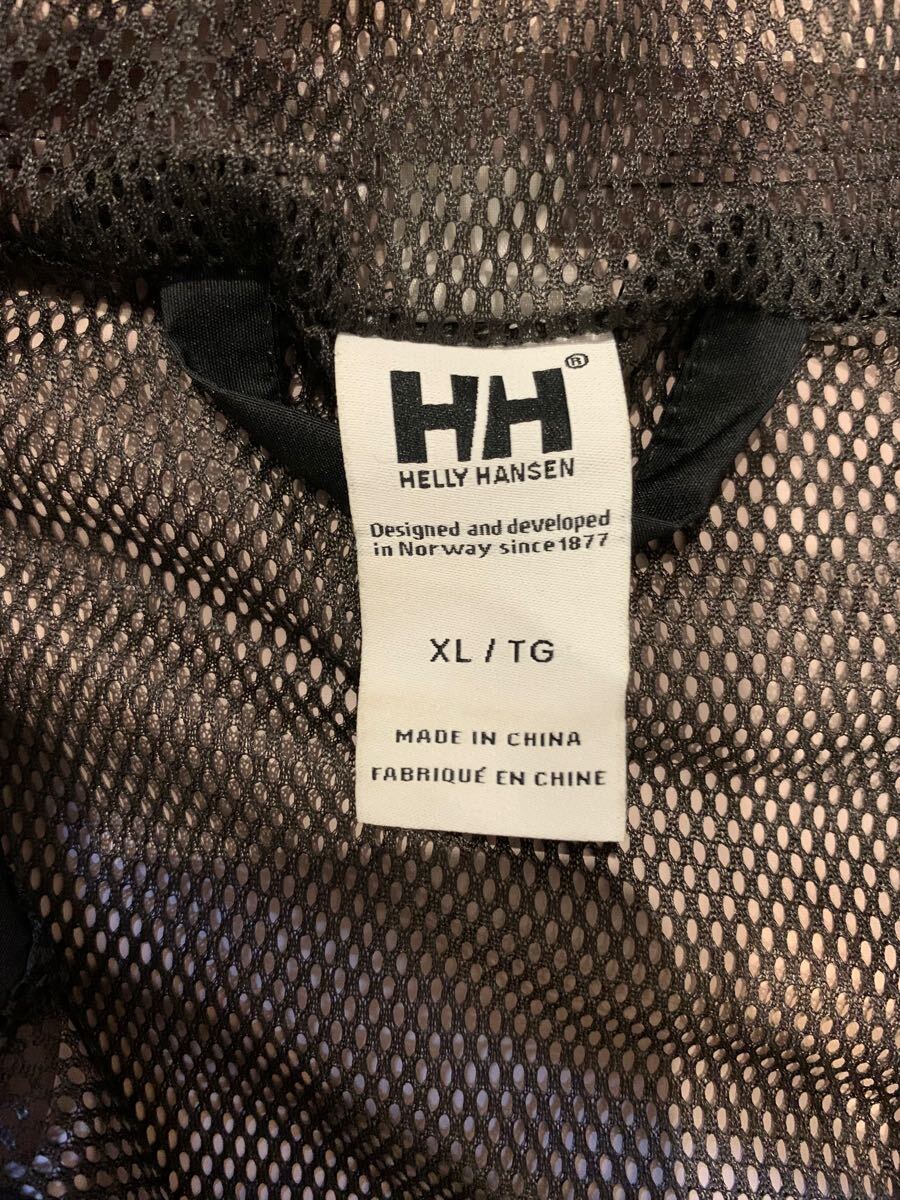 HH®
HELLY HANSEN
Designed and developed
in Norway since 1877
XL / TG
MADE IN CHINA
FABRIQUÉ EN CHINE